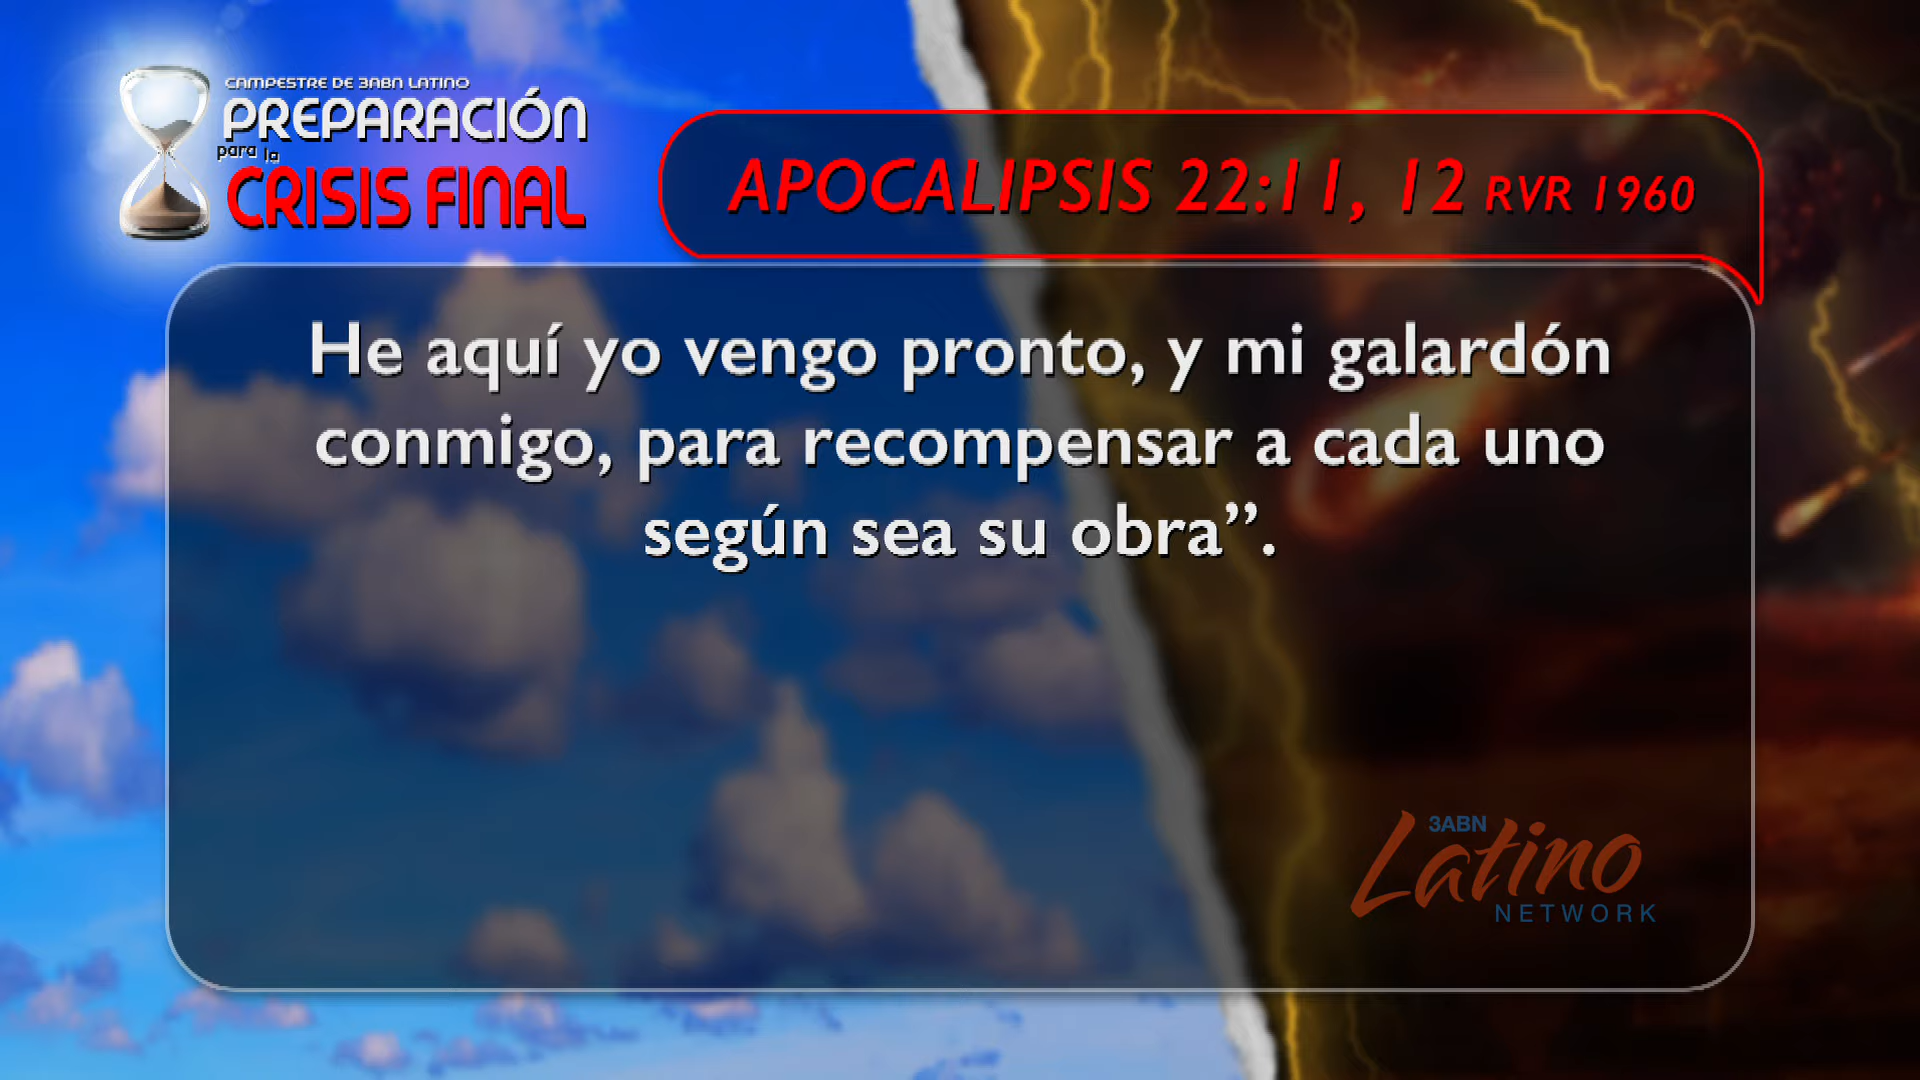 CAMPESTRE DE 3ABN LATINO
PREPARACIÓN
para la
CRISIS FINAL
APOCALIPSIS 22:11, 12 RVR 1960
He aquí yo vengo pronto, y mi galardón
conmigo, para recompensar a cada uno
según sea su obra”.
3ABN
Latino
NETWORK